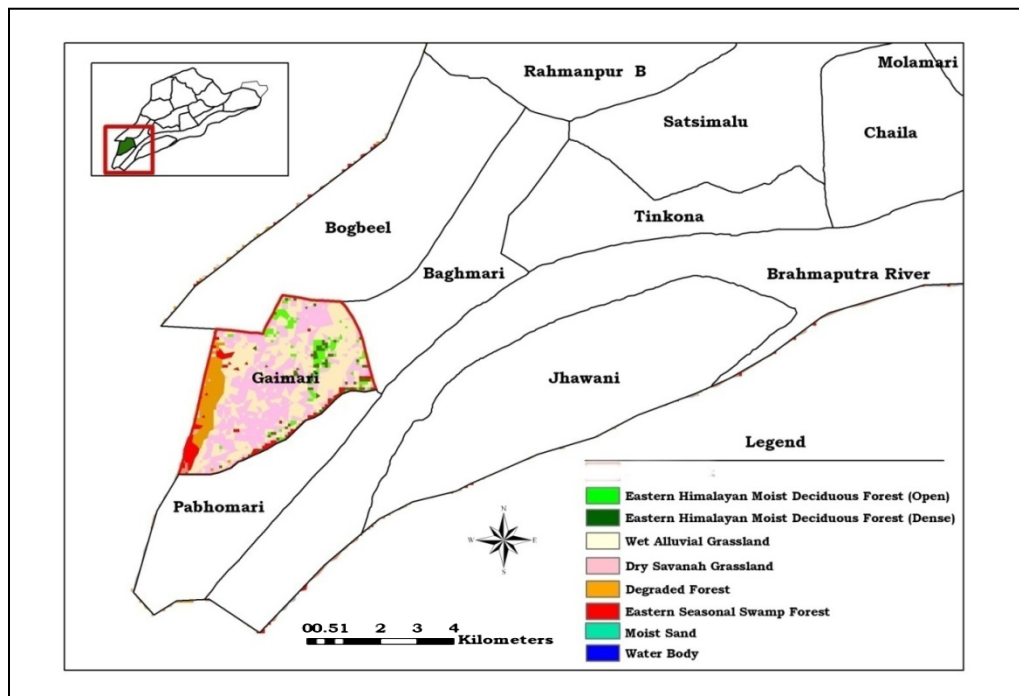 Rahmanpur B
Molamari
Satsimalu
Chaila
Bogbeel
Tinkona
Baghmari
Brahmaputra River
Gaimari
Jhawani
Pabhomari
N
W E
S
00.51 2 3 4
Kilometers
Legend
Eastern Himalayan Moist Deciduous Forest (Open)
Eastern Himalayan Moist Deciduous Forest (Dense)
Wet Alluvial Grassland
Dry Savanah Grassland
Degraded Forest
Eastern Seasonal Swamp Forest
Moist Sand
Water Body